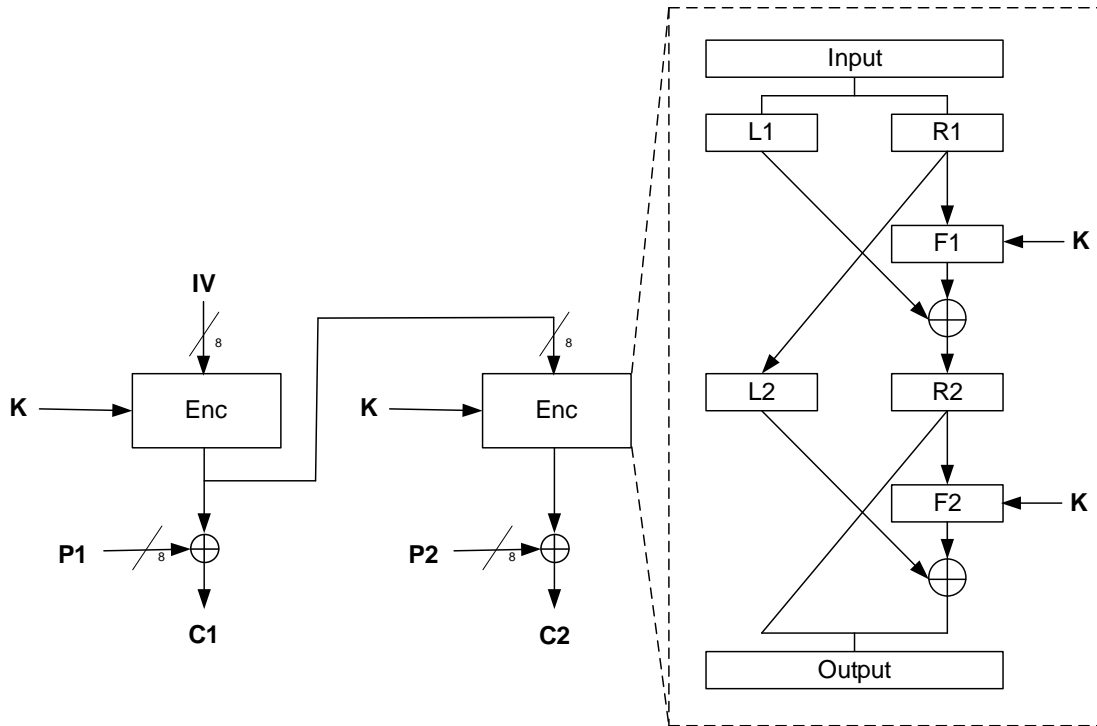 Input
L1 R1
F1 K
IV
8 8
L2 R2
K Enc K Enc
F2 K
P1 8 P2 8
C1 C2
Output